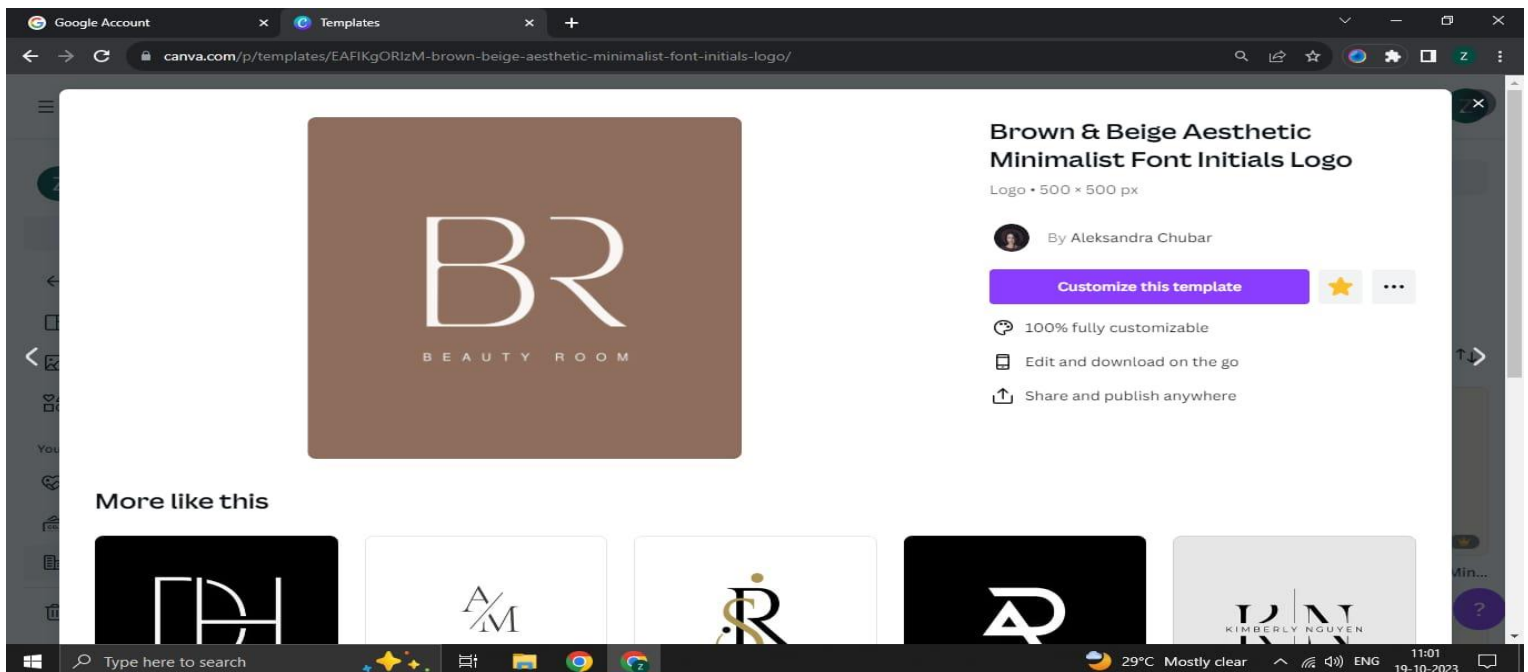 Google Account
Templates
canva.com/p/templates/EAFIKgORIzM-brown-beige-aesthetic-minimalist-font-initials-logo/
Z
BR
BEAUTY ROOM
Brown & Beige Aesthetic
Minimalist Font Initials Logo
Logo • 500 × 500 px
By Aleksandra Chubar
Customize this template
100% fully customizable
Edit and download on the go
Share and publish anywhere
You
More like this
DH
A/M
AR
KIMBERLY NGUYEN
Min...
?
Type here to search
29°C Mostly clear
ENG
11:01
19-10-2023